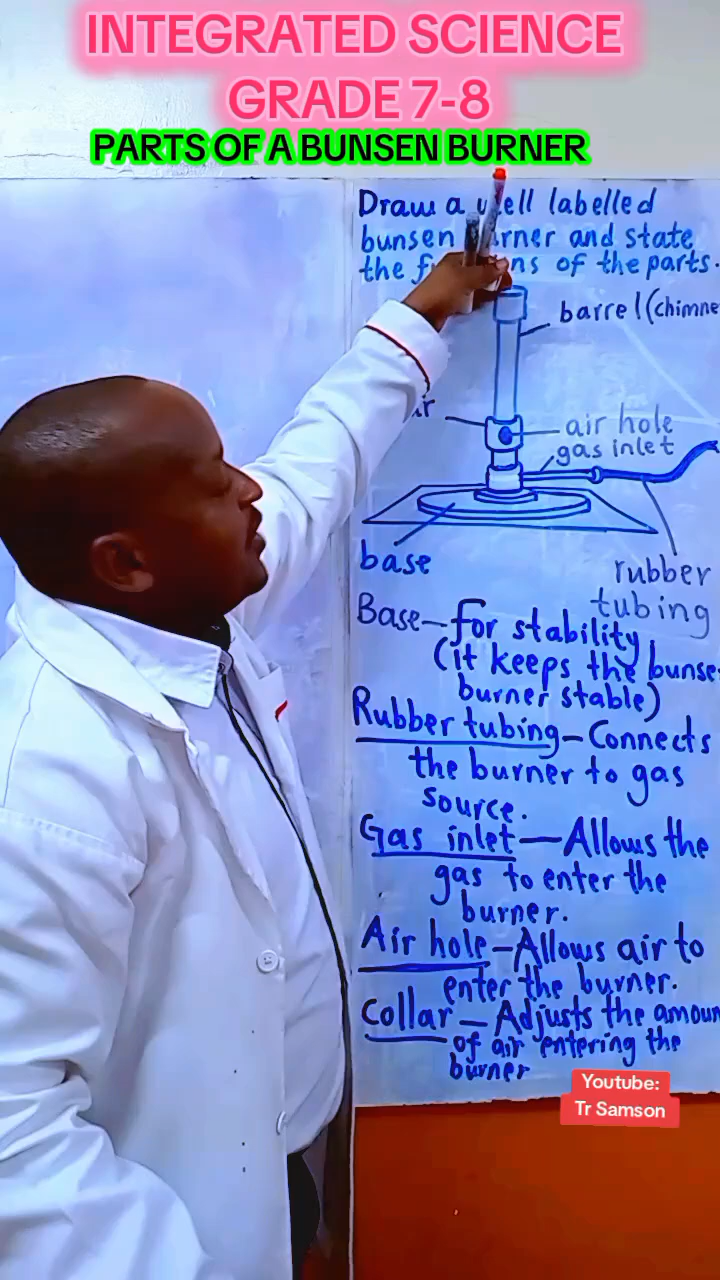 INTEGRATED SCIENCE
GRADE 7-8
PARTS OF A BUNSEN BURNER
Draw a well labelled
bunsen burner and state
the of the parts.
barrel (chimne
air hole
gas inlet
base
rubber
tubing
Base - for stability
(it keeps the bunse
burner stable)
Rubber tubing - Connects
the burner to gas
source.
Gas inlet - Allows the
gas to enter the
burner.
Air hole - Allows air to
enter the burner.
Collar - Adjusts the amoun
of air entering the
burner
Youtube:
Tr Samson